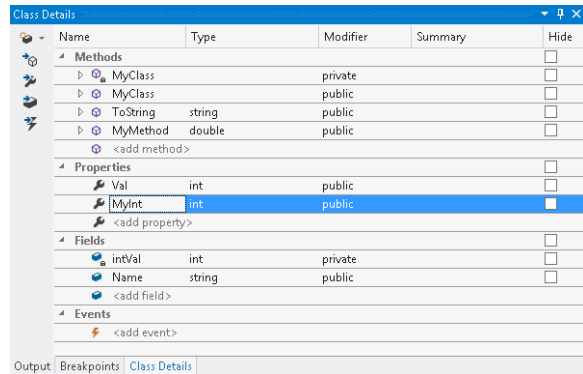 Class Details
Name Type Modifier Summary Hide
Methods
MyClass private
MyClass public
ToString string public
MyMethod double public
<add method>
Properties
Val int public
MyInt int public
<add property>
Fields
intVal int private
Name string public
<add field>
Events
<add event>
Output Breakpoints Class Details